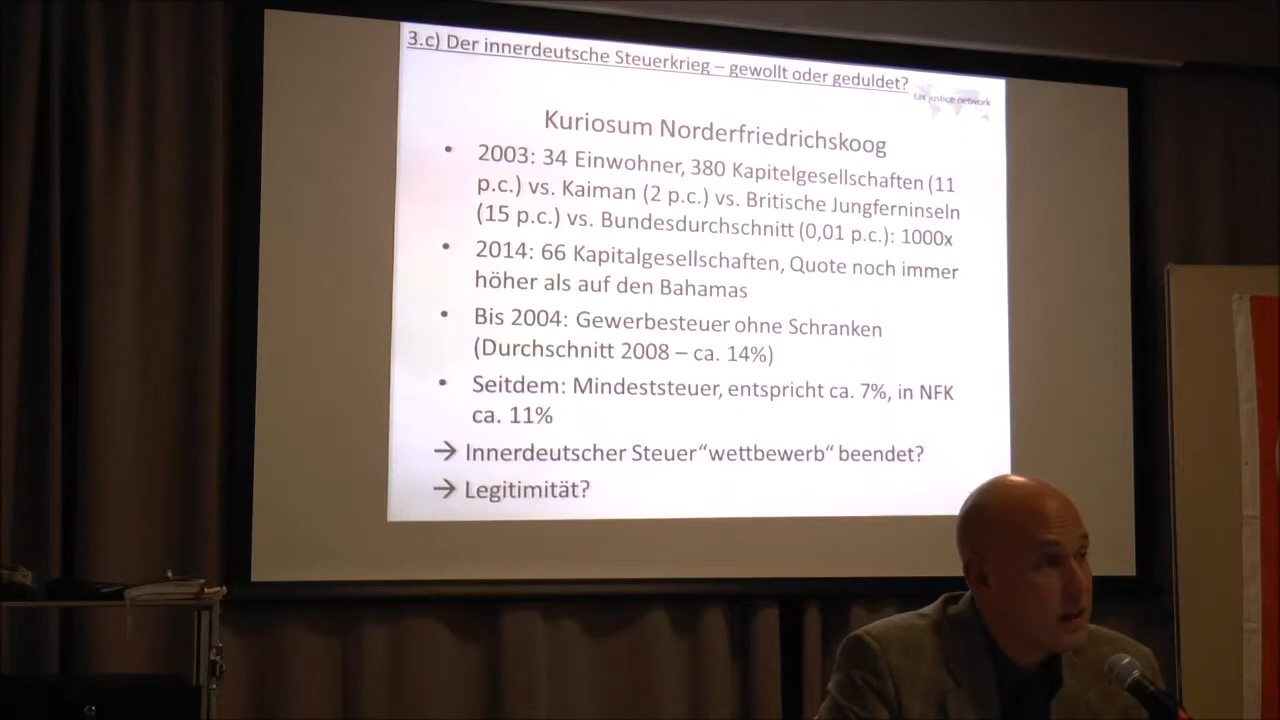 3.c) Der innerdeutsche Steuerkrieg – gewollt oder geduldet?
tax justice network
Kuriosum Norderfriedrichskoog
• 2003: 34 Einwohner, 380 Kapitelgesellschaften (11
p.c.) vs. Kaiman (2 p.c.) vs. Britische Jungferninseln
(15 p.c.) vs. Bundesdurchschnitt (0,01 p.c.): 1000x
• 2014: 66 Kapitalgesellschaften, Quote noch immer
höher als auf den Bahamas
• Bis 2004: Gewerbesteuer ohne Schranken
(Durchschnitt 2008 – ca. 14%)
• Seitdem: Mindeststeuer, entspricht ca. 7%, in NFK
ca. 11%
→ Innerdeutscher Steuer“wettbewerb“ beendet?
→ Legitimität?